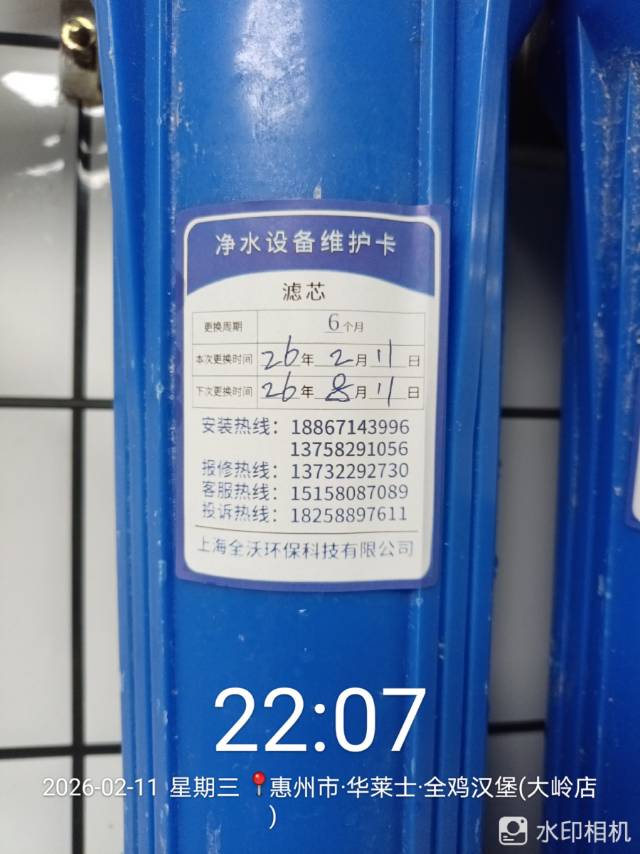 净水设备维护卡
滤芯
更换周期 6个月
本次更换时间 26年2月11日
下次更换时间 26年8月11日
安装热线：18867143996
13758291056
报修热线：13732292730
客服热线：15158087089
投诉热线：18258897611
上海全沃环保科技有限公司
22:07
2026-02-11 星期三 惠州市·华莱士·全鸡汉堡(大岭店
)
水印相机